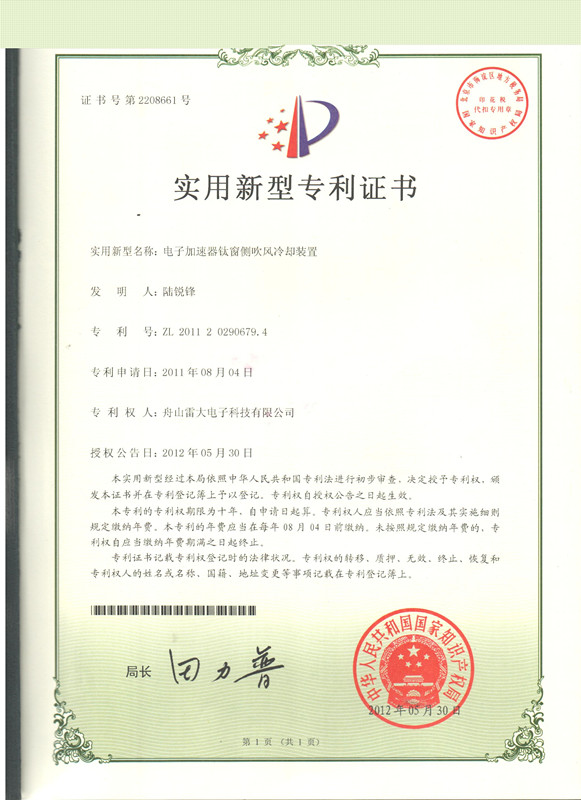 证书号第2208661号
北京市海淀区地方税务局
印花税
代扣专用章
国家知识产权局
实用新型专利证书
实用新型名称：电子加速器钛窗侧吹风冷却装置
发明人：陆锐锋
专利号：ZL 2011 2 0290679.4
专利申请日：2011年08月04日
专利权人：舟山雷大电子科技有限公司
授权公告日：2012年05月30日
本实用新型经过本局依照中华人民共和国专利法进行初步审查，决定授予专利权，颁
发本证书并在专利登记簿上予以登记。专利权自授权公告之日起生效。
本专利的专利权期限为十年，自申请日起算。专利权人应当依照专利法及其实施细则
规定缴纳年费。本专利的年费应当在每年08月04日前缴纳。未按照规定缴纳年费的，专
利权自应当缴纳年费期满之日起终止。
专利证书记载专利权登记时的法律状况。专利权的转移、质押、无效、终止、恢复和
专利权人的姓名或名称、国籍、地址变更等事项记载在专利登记簿上。
局长 田力普
中华人民共和国国家知识产权局
2012年05月30日
第1页（共1页）